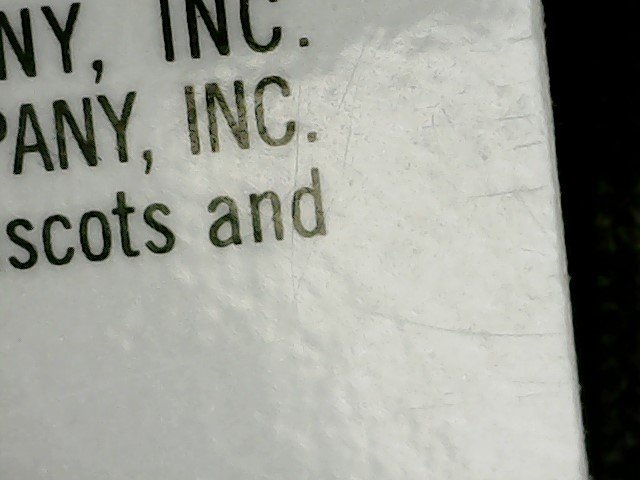 NY, INC.
PANY, INC.
scots and